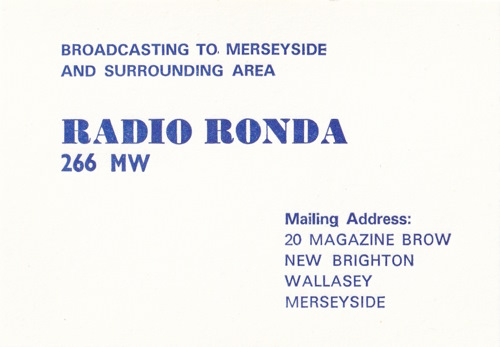 BROADCASTING TO MERSEYSIDE
AND SURROUNDING AREA
RADIO RONDA
266 MW
Mailing Address:
20 MAGAZINE BROW
NEW BRIGHTON
WALLASEY
MERSEYSIDE